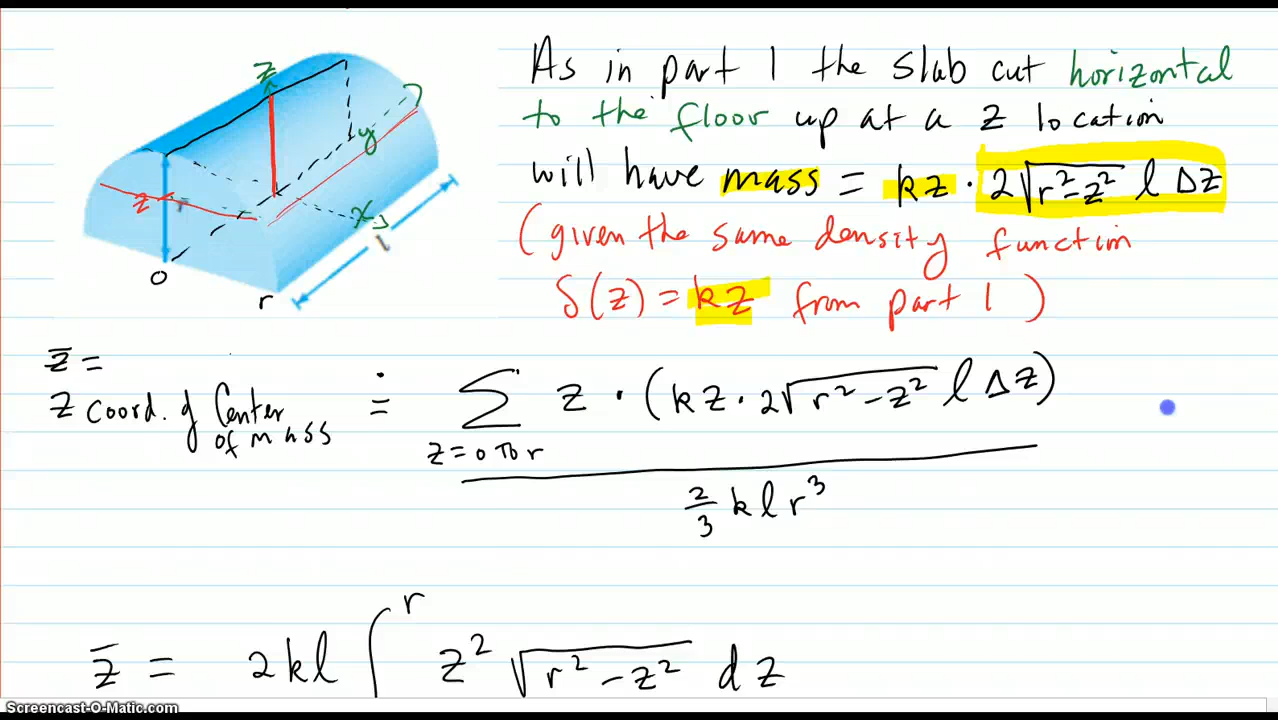 z
y
z
x
l
o
r
As in part 1 the slab cut horizontal
to the floor up at a z location
will have mass = kz · 2√(r²-z²) l Δz
(given the same density function
δ(z) = kz from part 1)
z̄ =
z coord. of Center
of mass
≐ Σ z · (kz · 2√(r²-z²) l Δz)
z=0 to r
2/3 k l r³
z̄ = 2kl ∫ʳ z² √(r²-z²) dz
Screencast-O-Matic.com